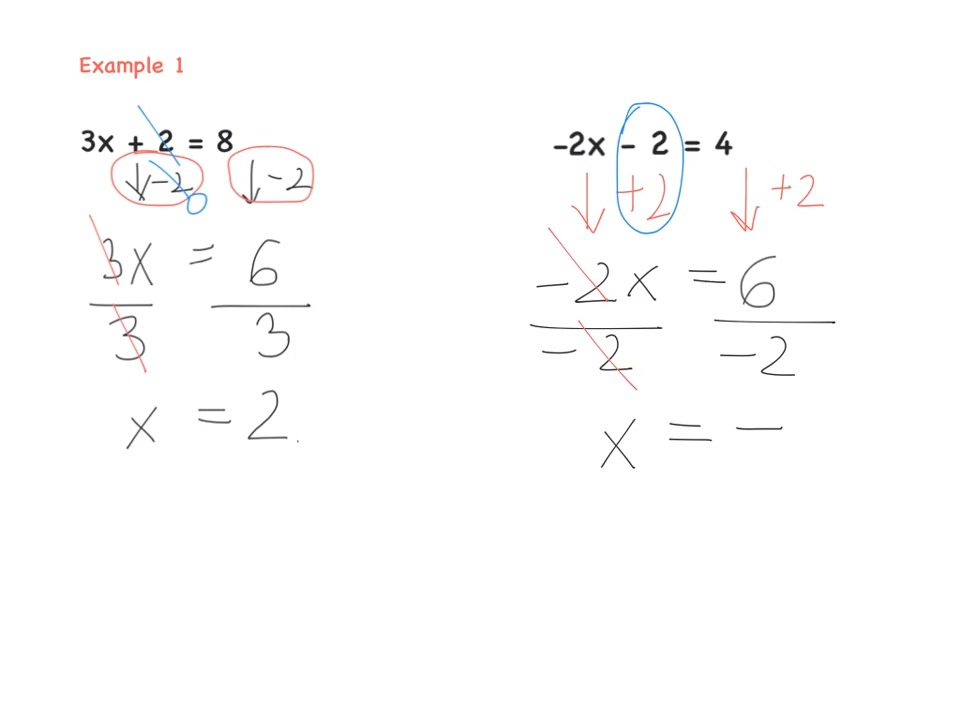 Example 1
3x + 2 = 8
↓-2 ↓-2
3x = 6
3 3
x = 2.
-2x - 2 = 4
↓ +2 ↓ +2
-2x = 6
-2 -2
x = -